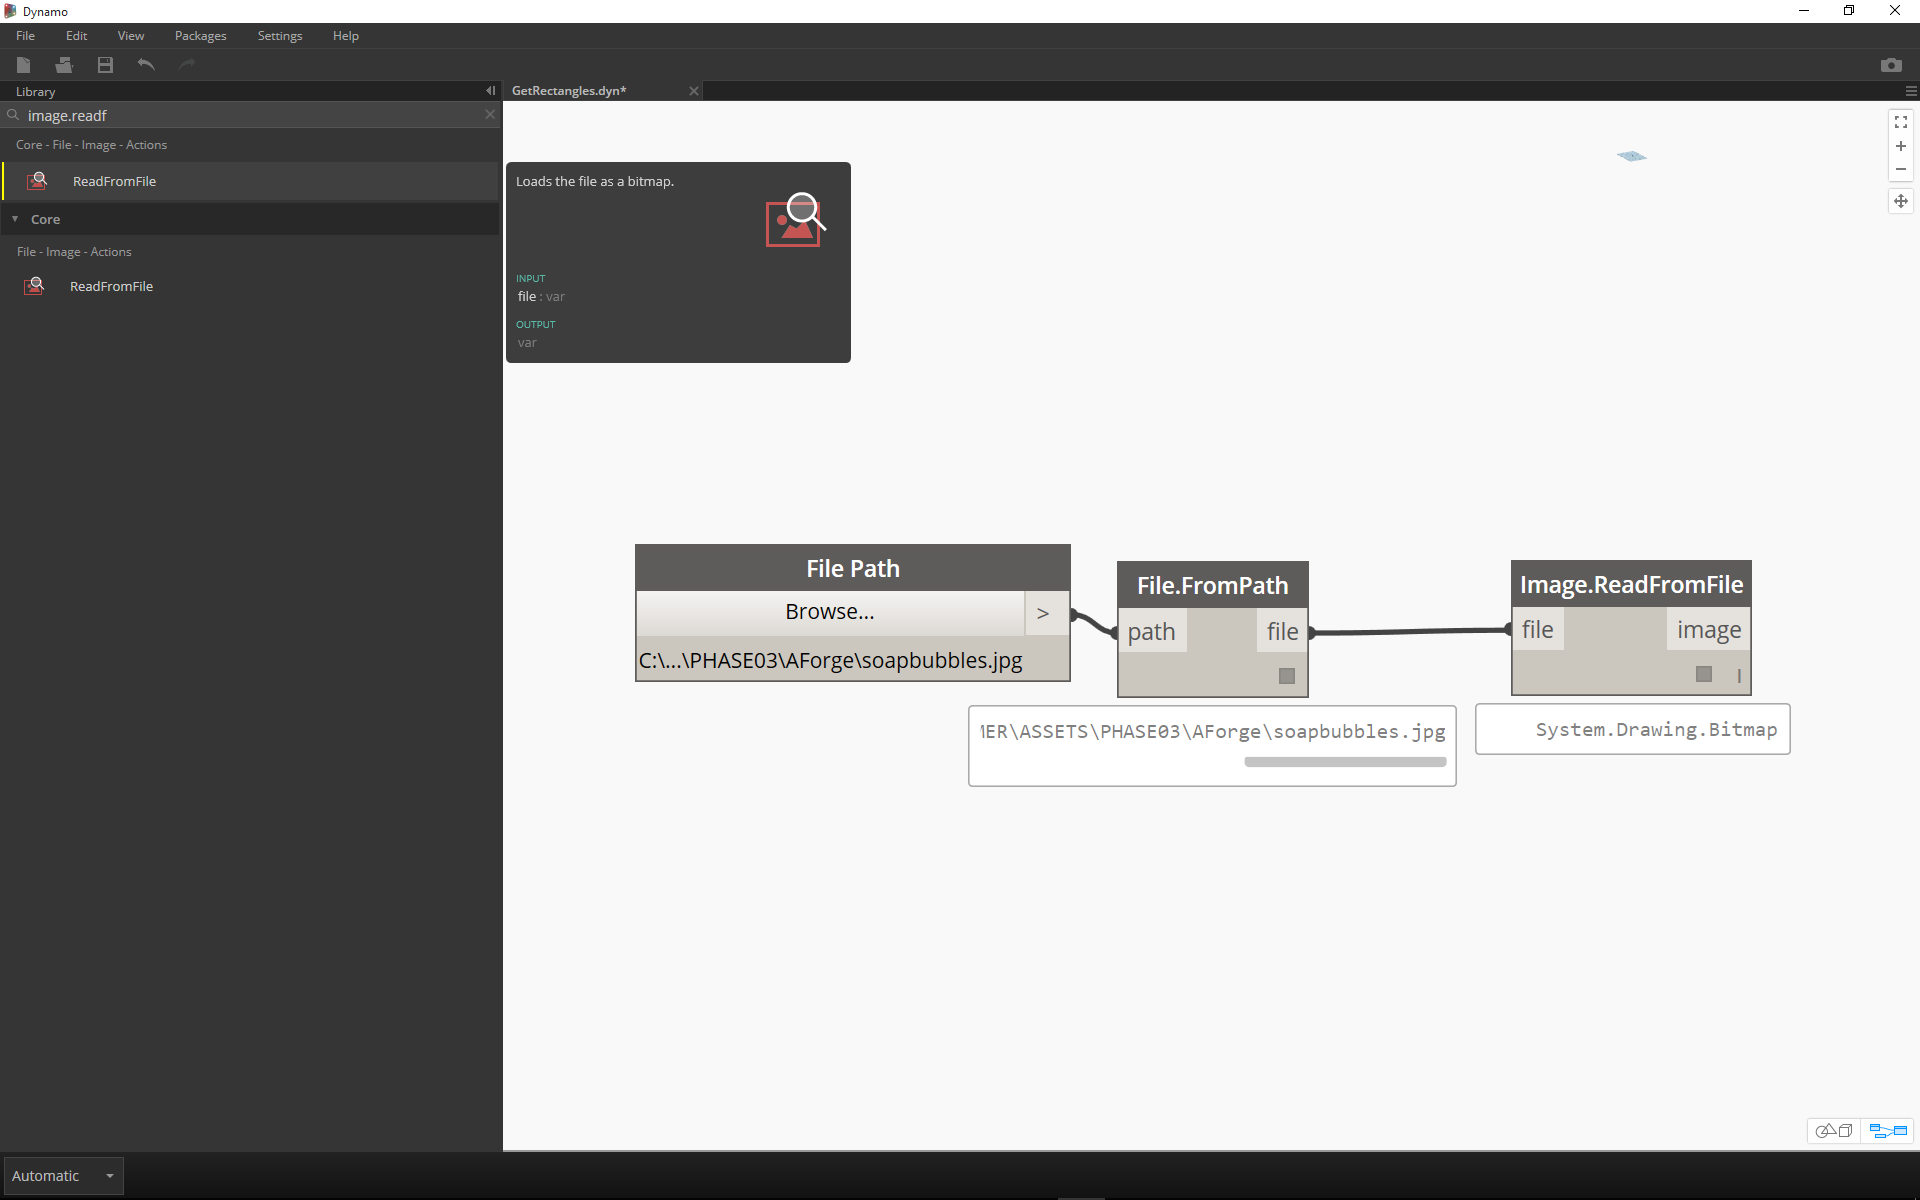 Dynamo
File Edit View Packages Settings Help
Library
GetRectangles.dyn*
image.readf
Core - File - Image - Actions
ReadFromFile
Core
File - Image - Actions
ReadFromFile
Loads the file as a bitmap.
INPUT
file : var
OUTPUT
var
File Path
Browse...
>
C:\...\PHASE03\AForge\soapbubbles.jpg
File.FromPath
path file
\ASSETS\PHASE03\AForge\soapbubbles.jpg
Image.ReadFromFile
file image
System.Drawing.Bitmap
Automatic